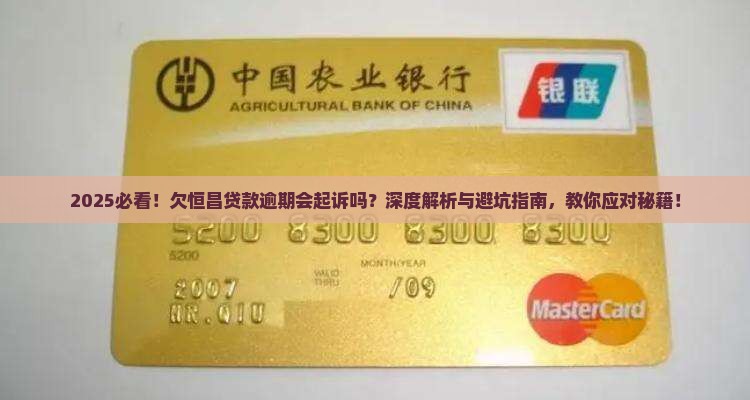 中国农业银行
AGRICULTURAL BANK OF CHINA
银联
2025必看！欠恒昌贷款逾期会起诉吗？深度解析与避坑指南，教你应对秘籍！
5200 8300 8300 8300
5200
MONTH/YEAR
VALID
THRU
2007 /09
MR.QIU
MasterCard